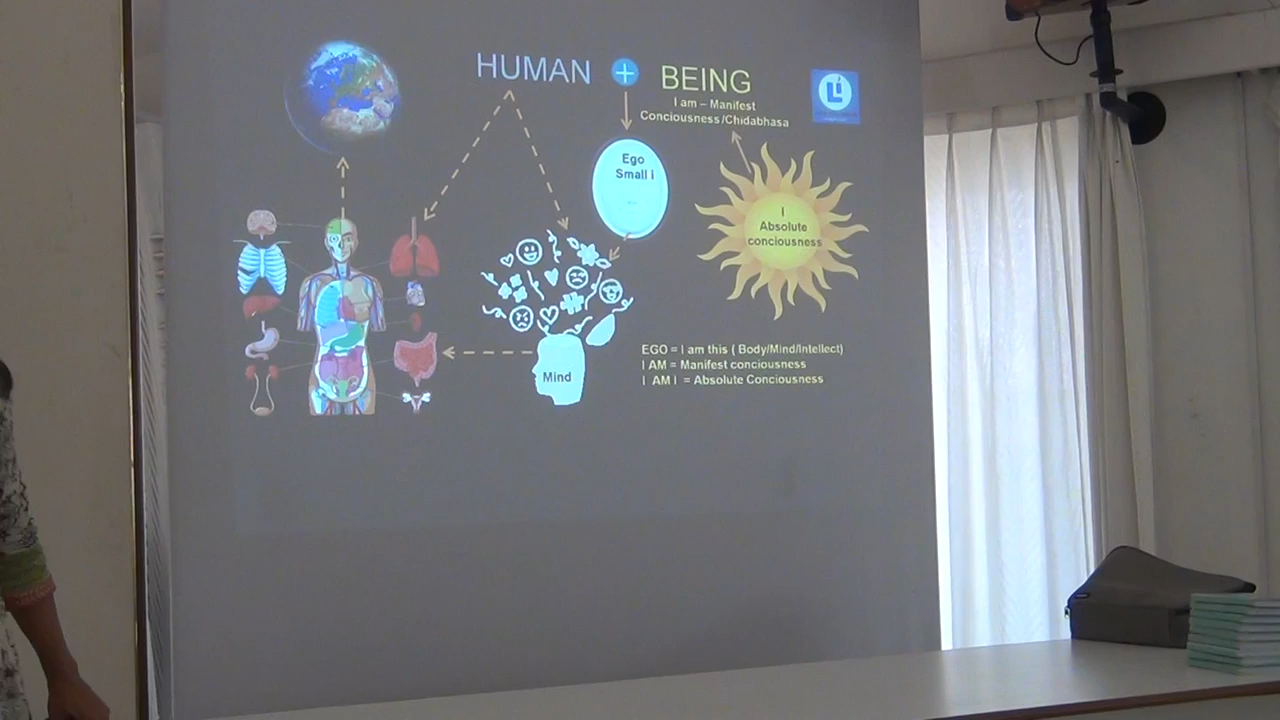 HUMAN + BEING
I am – Manifest
Conciousness/Chidabhasa
Li
Ego
Small i
I
Absolute
conciousness
Mind
EGO = I am this ( Body/Mind/Intellect)
I AM = Manifest conciousness
I AM I = Absolute Conciousness